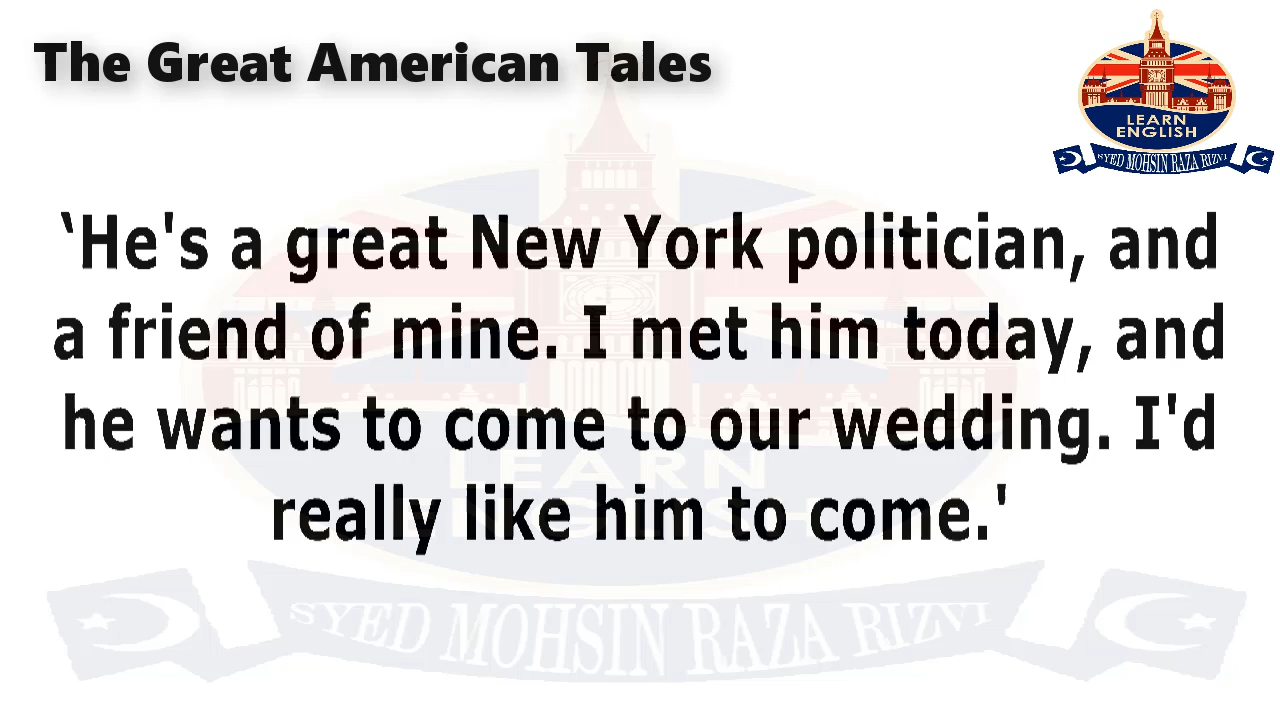 The Great American Tales
LEARN
ENGLISH
SYED MOHSIN RAZA RIZVI
‘He's a great New York politician, and
a friend of mine. I met him today, and
he wants to come to our wedding. I'd
really like him to come.'
LEARN
ENGLISH
SYED MOHSIN RAZA RIZVI